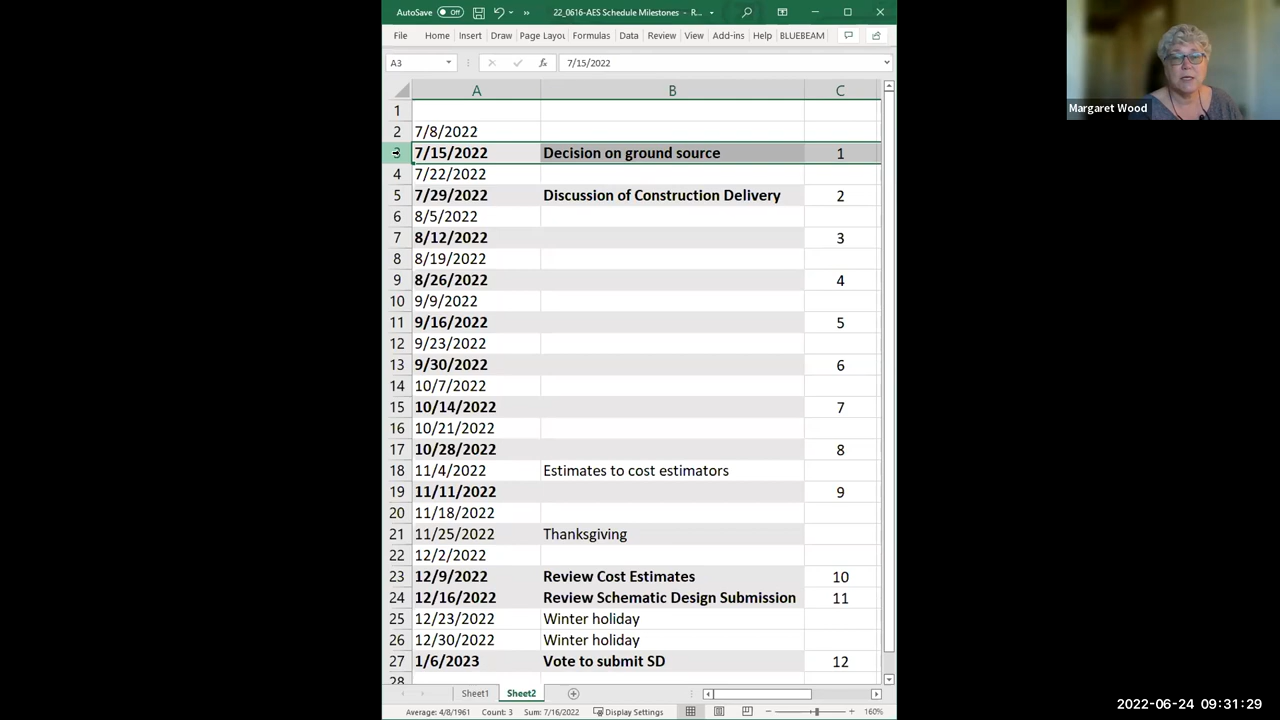 AutoSave Off 22_0616-AES Schedule Milestones - R...
File Home Insert Draw Page Layou Formulas Data Review View Add-ins Help BLUEBEAM
A3 fx 7/15/2022
A B C
1
2 7/8/2022
3 7/15/2022 Decision on ground source 1
4 7/22/2022
5 7/29/2022 Discussion of Construction Delivery 2
6 8/5/2022
7 8/12/2022 3
8 8/19/2022
9 8/26/2022 4
10 9/9/2022
11 9/16/2022 5
12 9/23/2022
13 9/30/2022 6
14 10/7/2022
15 10/14/2022 7
16 10/21/2022
17 10/28/2022 8
18 11/4/2022 Estimates to cost estimators
19 11/11/2022 9
20 11/18/2022
21 11/25/2022 Thanksgiving
22 12/2/2022
23 12/9/2022 Review Cost Estimates 10
24 12/16/2022 Review Schematic Design Submission 11
25 12/23/2022 Winter holiday
26 12/30/2022 Winter holiday
27 1/6/2023 Vote to submit SD 12
28
Sheet1 Sheet2
Average: 4/8/1961 Count: 3 Sum: 7/16/2022 Display Settings 160%
Margaret Wood
2022-06-24 09:31:29